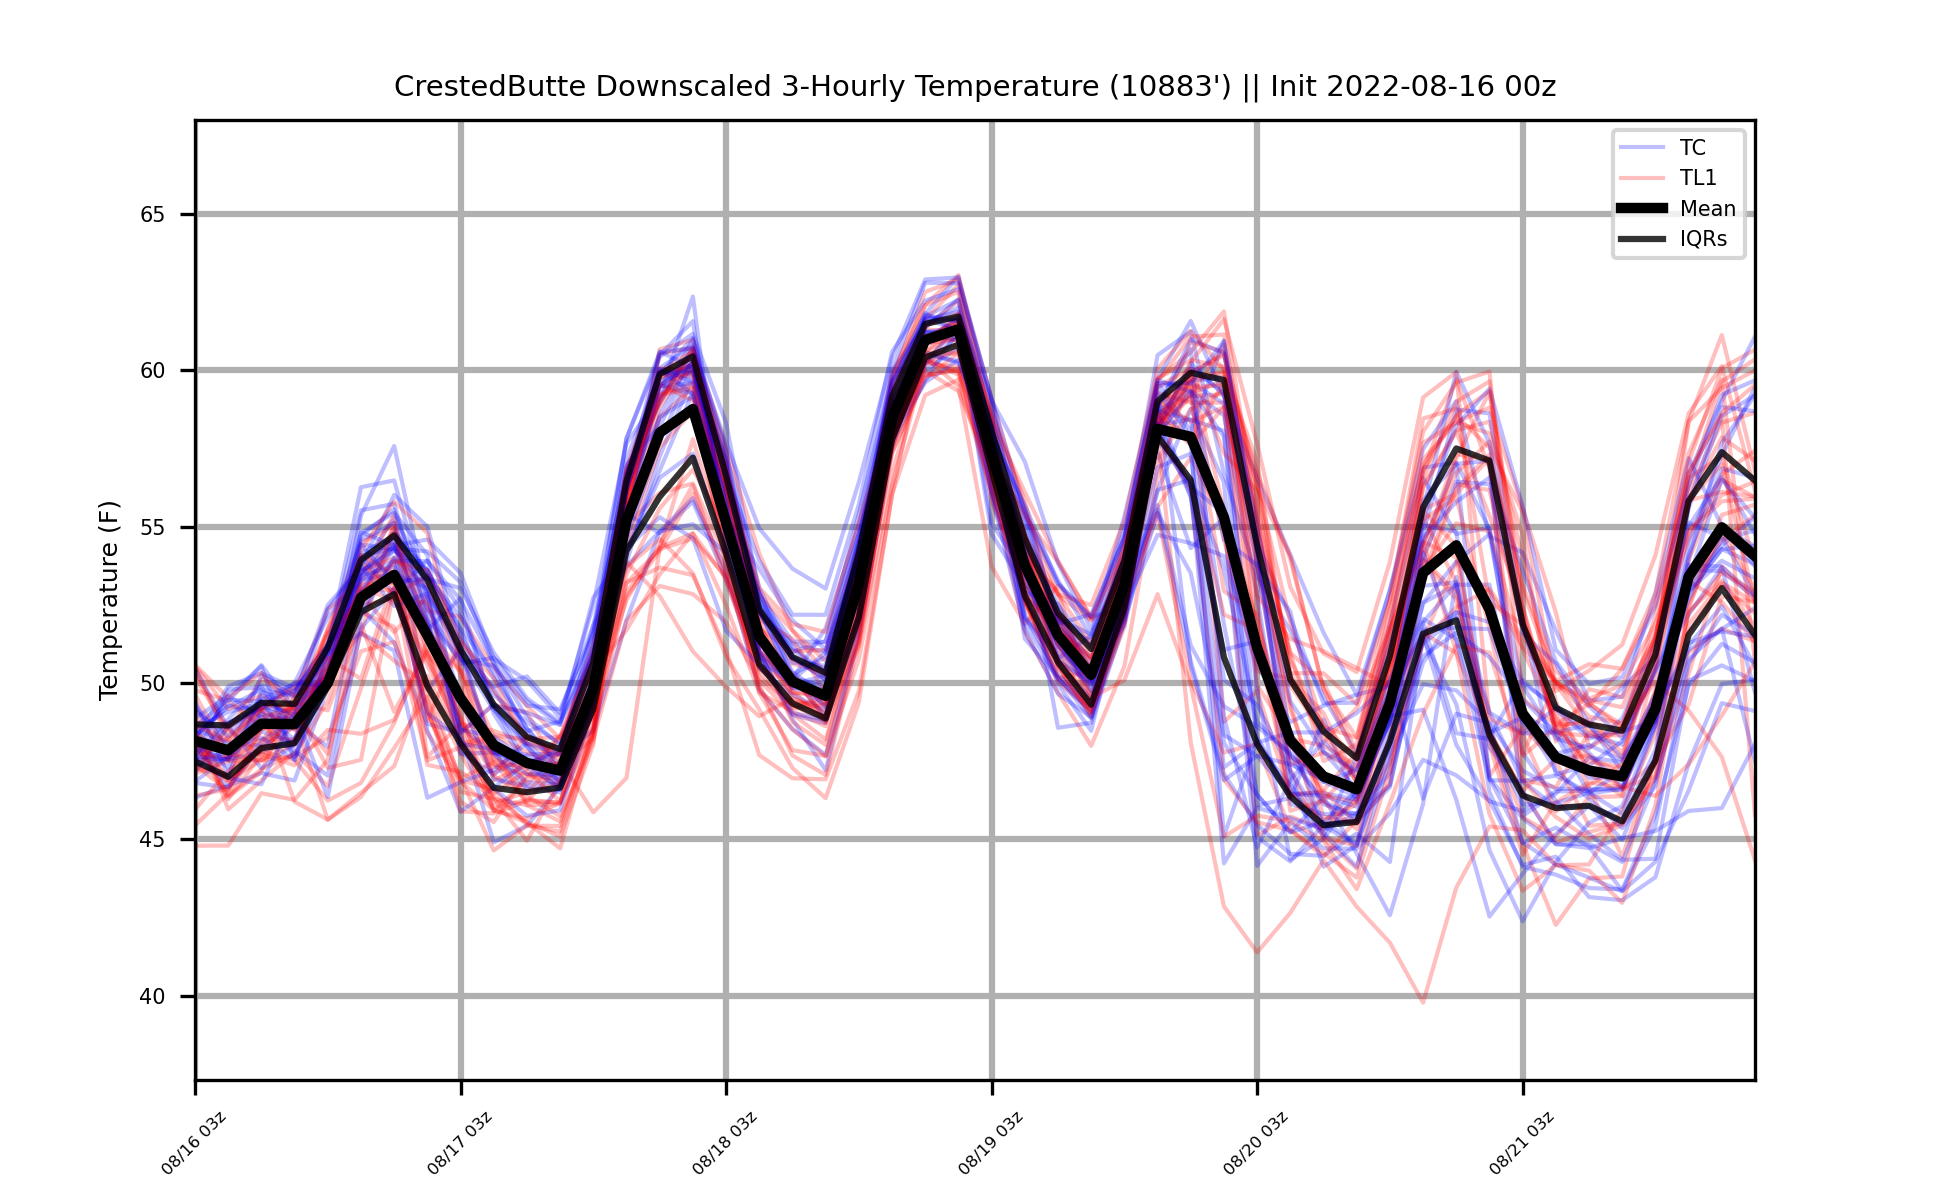 CrestedButte Downscaled 3-Hourly Temperature (10883') || Init 2022-08-16 00z
TC
TL1
Mean
IQRs
65
60
55
50
45
40
Temperature (F)
08/16 03z
08/17 03z
08/18 03z
08/19 03z
08/20 03z
08/21 03z